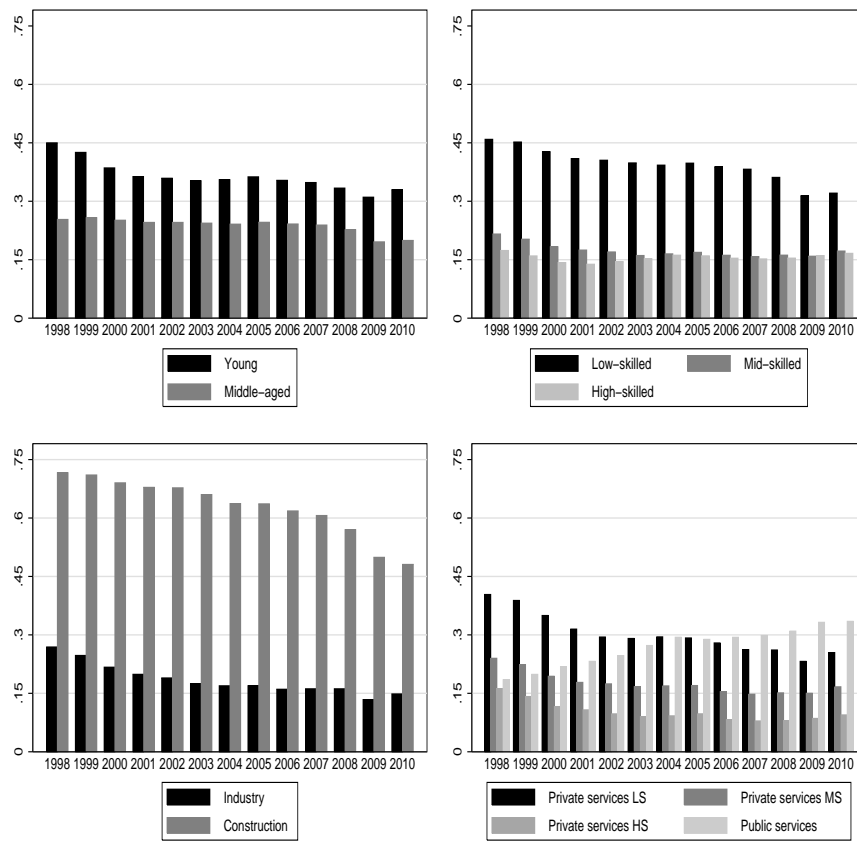 .75
.6
.45
.3
.15
0
1998 1999 2000 2001 2002 2003 2004 2005 2006 2007 2008 2009 2010
Young
Middle−aged
.75
.6
.45
.3
.15
0
1998 1999 2000 2001 2002 2003 2004 2005 2006 2007 2008 2009 2010
Low−skilled Mid−skilled
High−skilled
.75
.6
.45
.3
.15
0
1998 1999 2000 2001 2002 2003 2004 2005 2006 2007 2008 2009 2010
Industry
Construction
.75
.6
.45
.3
.15
0
1998 1999 2000 2001 2002 2003 2004 2005 2006 2007 2008 2009 2010
Private services LS Private services MS
Private services HS Public services